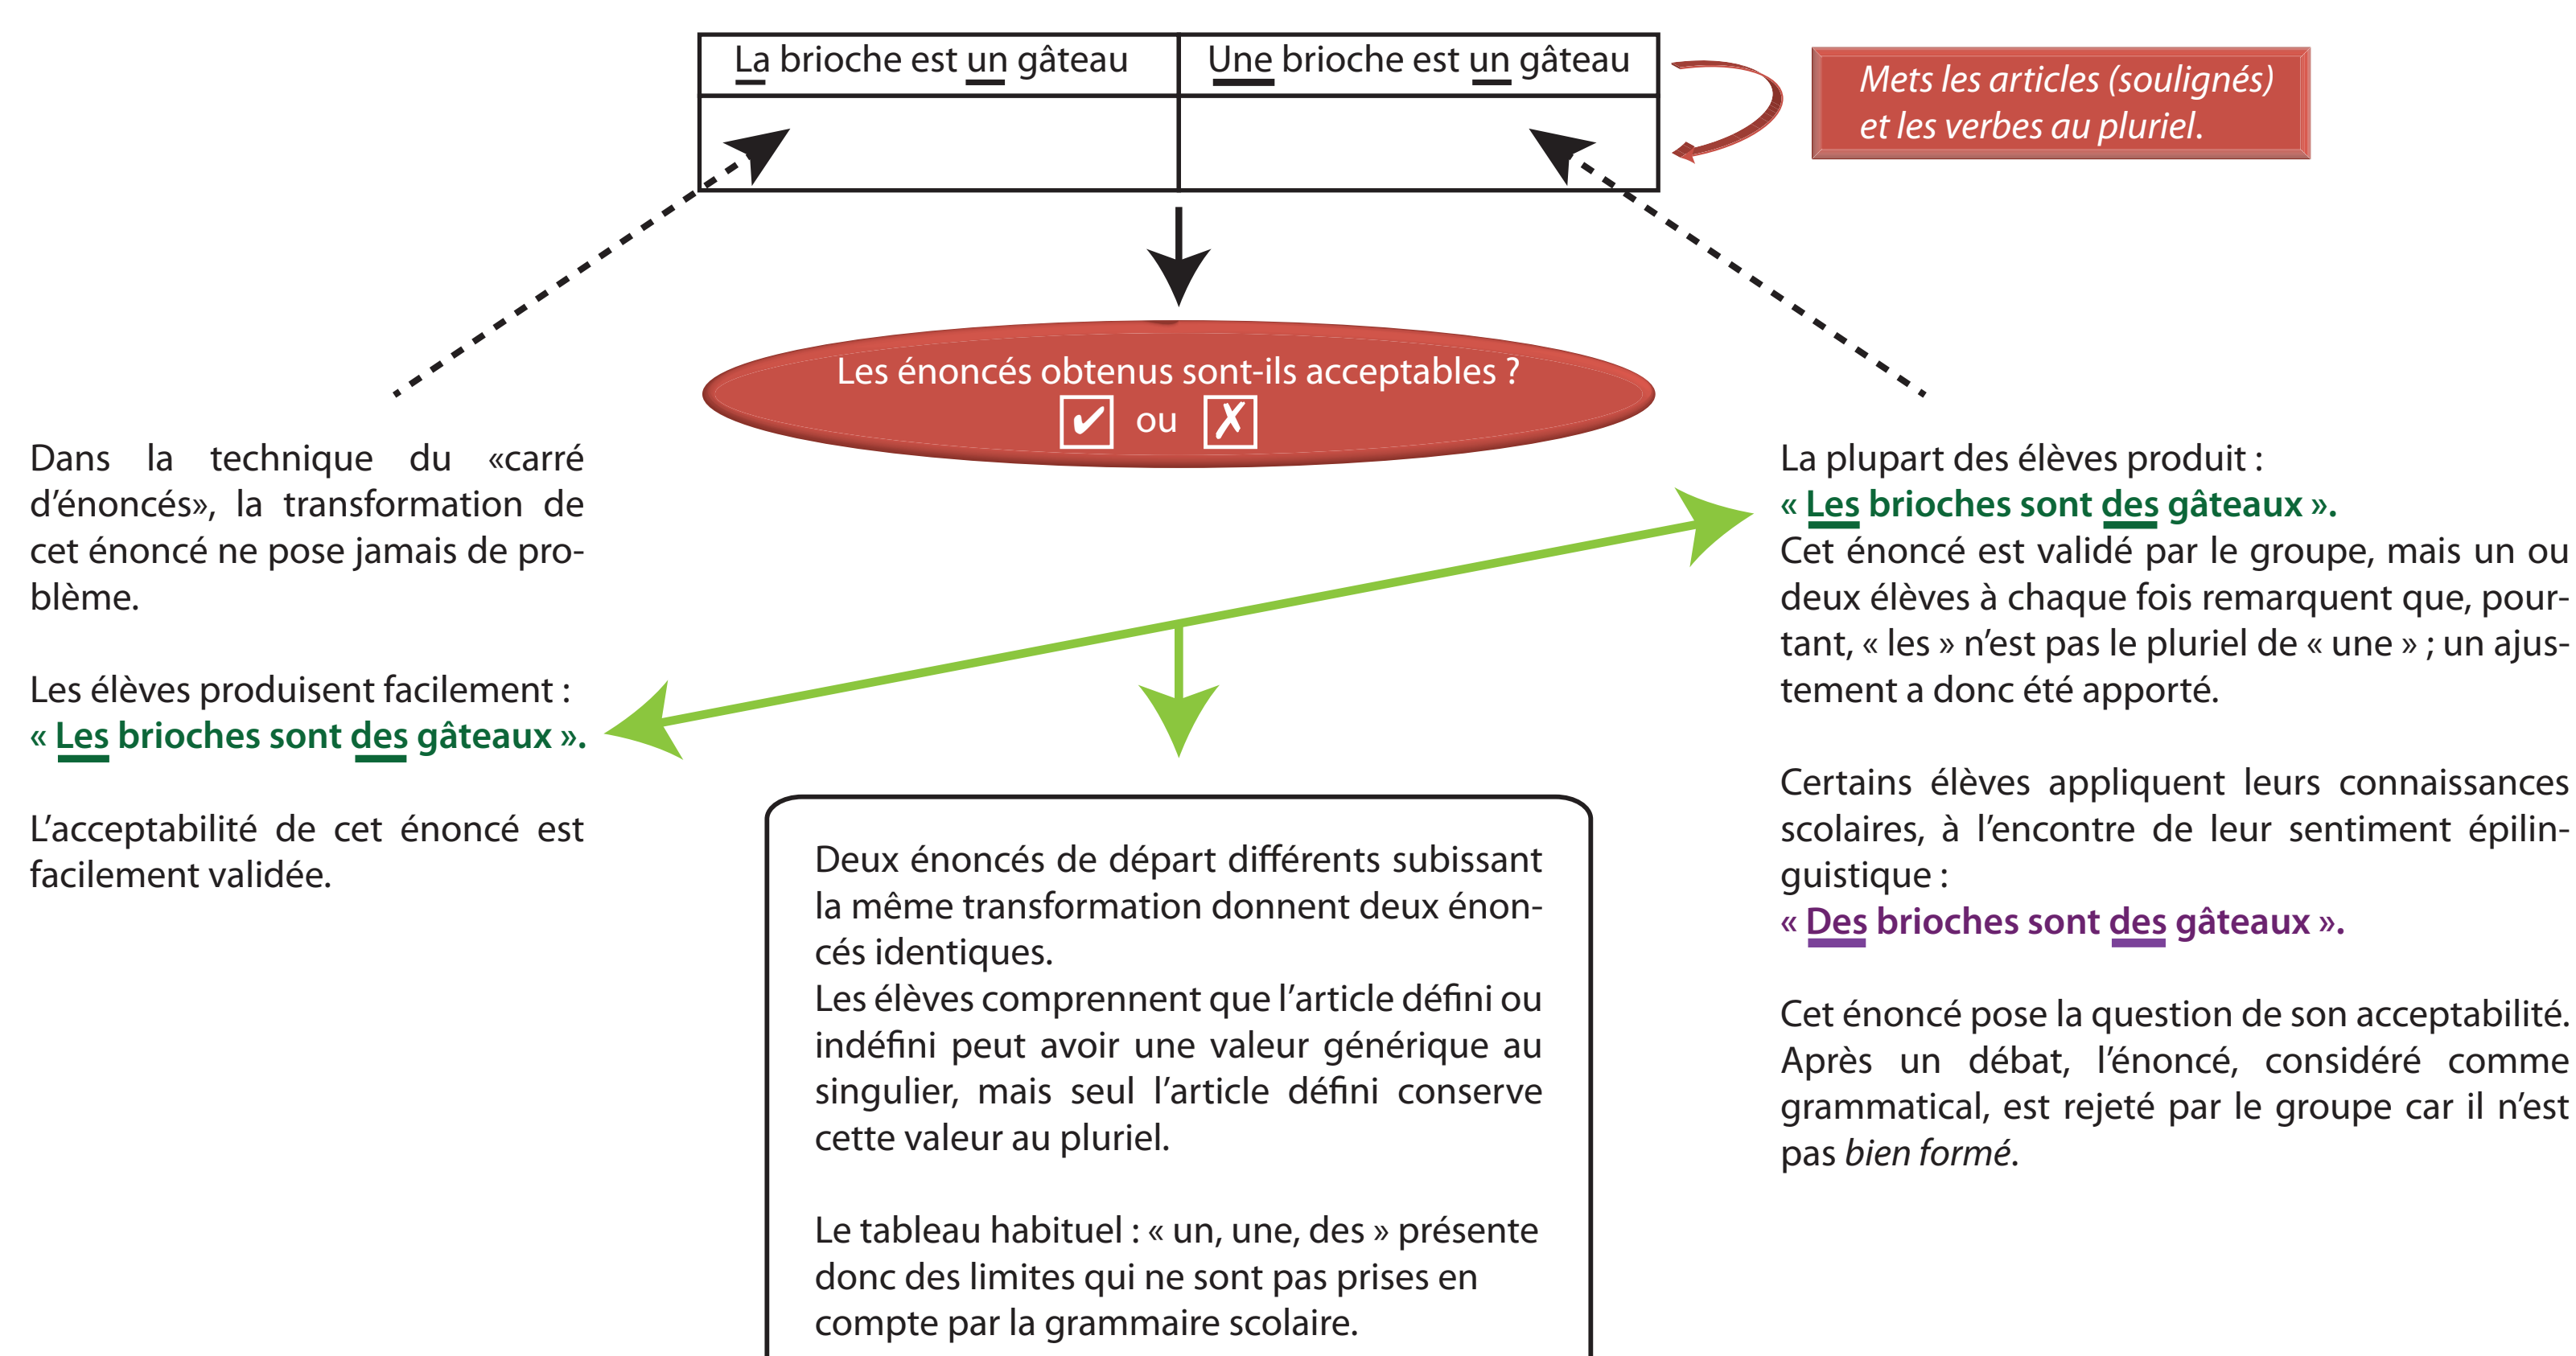 La brioche est un gâteau
Une brioche est un gâteau
Mets les articles (soulignés)
et les verbes au pluriel.
Les énoncés obtenus sont-ils acceptables ?
✔ ou ✗
Dans la technique du «carré
d'énoncés», la transformation de
cet énoncé ne pose jamais de pro-
blème.
Les élèves produisent facilement :
« Les brioches sont des gâteaux ».
L'acceptabilité de cet énoncé est
facilement validée.
Deux énoncés de départ différents subissant
la même transformation donnent deux énon-
cés identiques.
Les élèves comprennent que l'article défini ou
indéfini peut avoir une valeur générique au
singulier, mais seul l'article défini conserve
cette valeur au pluriel.
Le tableau habituel : « un, une, des » présente
donc des limites qui ne sont pas prises en
compte par la grammaire scolaire.
La plupart des élèves produit :
« Les brioches sont des gâteaux ».
Cet énoncé est validé par le groupe, mais un ou
deux élèves à chaque fois remarquent que, pour-
tant, « les » n'est pas le pluriel de « une » ; un ajus-
tement a donc été apporté.
Certains élèves appliquent leurs connaissances
scolaires, à l'encontre de leur sentiment épilin-
guistique :
« Des brioches sont des gâteaux ».
Cet énoncé pose la question de son acceptabilité.
Après un débat, l'énoncé, considéré comme
grammatical, est rejeté par le groupe car il n'est
pas bien formé.